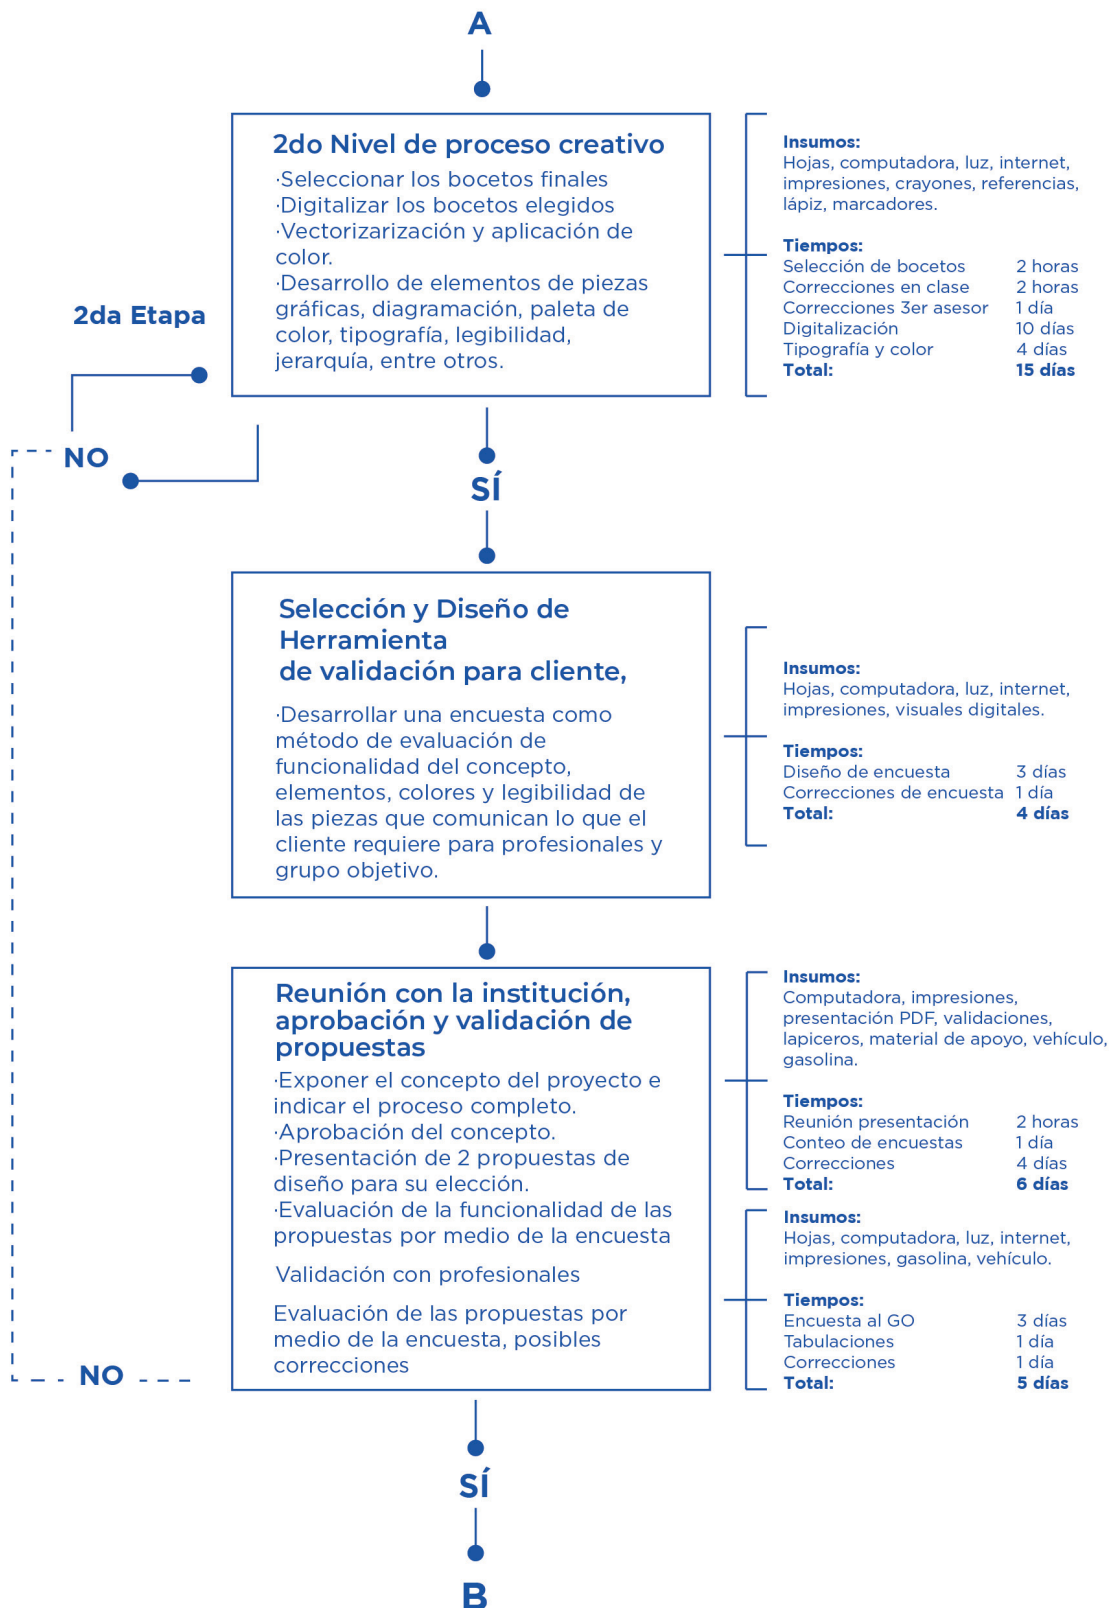 A
2do Nivel de proceso creativo
·Seleccionar los bocetos finales
·Digitalizar los bocetos elegidos
·Vectorizarización y aplicación de
color.
·Desarrollo de elementos de piezas
gráficas, diagramación, paleta de
color, tipografía, legibilidad,
jerarquía, entre otros.
Insumos:
Hojas, computadora, luz, internet,
impresiones, crayones, referencias,
lápiz, marcadores.
Tiempos:
Selección de bocetos 2 horas
Correcciones en clase 2 horas
Correcciones 3er asesor 1 día
Digitalización 10 días
Tipografía y color 4 días
Total: 15 días
2da Etapa
NO
SÍ
Selección y Diseño de
Herramienta
de validación para cliente,
·Desarrollar una encuesta como
método de evaluación de
funcionalidad del concepto,
elementos, colores y legibilidad de
las piezas que comunican lo que el
cliente requiere para profesionales y
grupo objetivo.
Insumos:
Hojas, computadora, luz, internet,
impresiones, visuales digitales.
Tiempos:
Diseño de encuesta 3 días
Correcciones de encuesta 1 día
Total: 4 días
Reunión con la institución,
aprobación y validación de
propuestas
·Exponer el concepto del proyecto e
indicar el proceso completo.
·Aprobación del concepto.
·Presentación de 2 propuestas de
diseño para su elección.
·Evaluación de la funcionalidad de las
propuestas por medio de la encuesta
Validación con profesionales
Evaluación de las propuestas por
medio de la encuesta, posibles
correcciones
Insumos:
Computadora, impresiones,
presentación PDF, validaciones,
lapiceros, material de apoyo, vehículo,
gasolina.
Tiempos:
Reunión presentación 2 horas
Conteo de encuestas 1 día
Correcciones 4 días
Total: 6 días
Insumos:
Hojas, computadora, luz, internet,
impresiones, gasolina, vehículo.
Tiempos:
Encuesta al GO 3 días
Tabulaciones 1 día
Correcciones 1 día
Total: 5 días
NO
SÍ
B